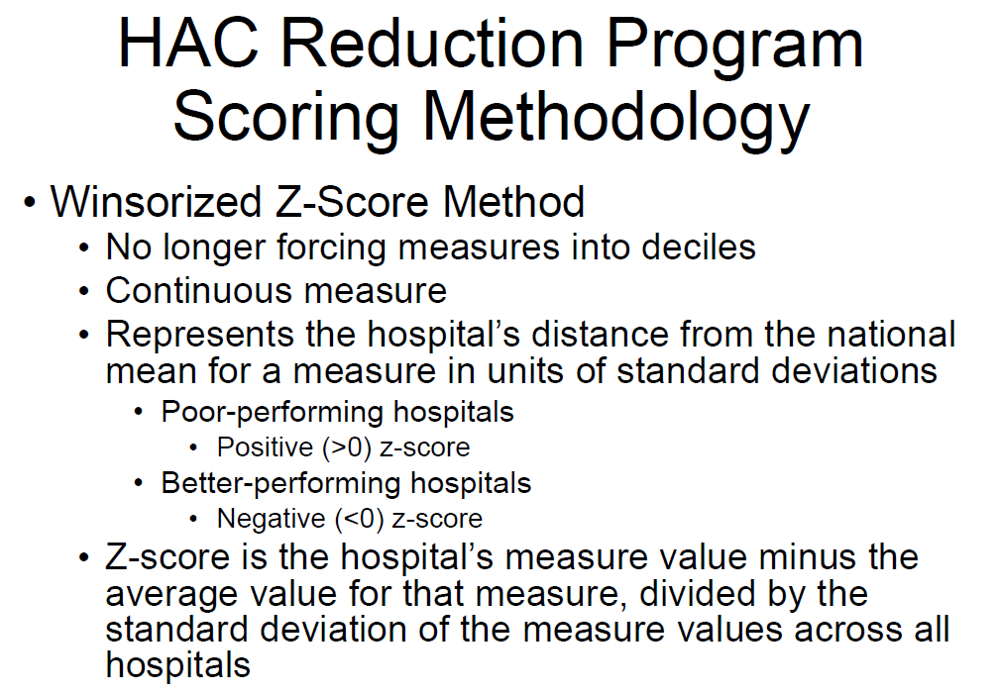 HAC Reduction Program
Scoring Methodology
• Winsorized Z-Score Method
• No longer forcing measures into deciles
• Continuous measure
• Represents the hospital's distance from the national
mean for a measure in units of standard deviations
• Poor-performing hospitals
• Positive (>0) z-score
• Better-performing hospitals
• Negative (<0) z-score
• Z-score is the hospital's measure value minus the
average value for that measure, divided by the
standard deviation of the measure values across all
hospitals